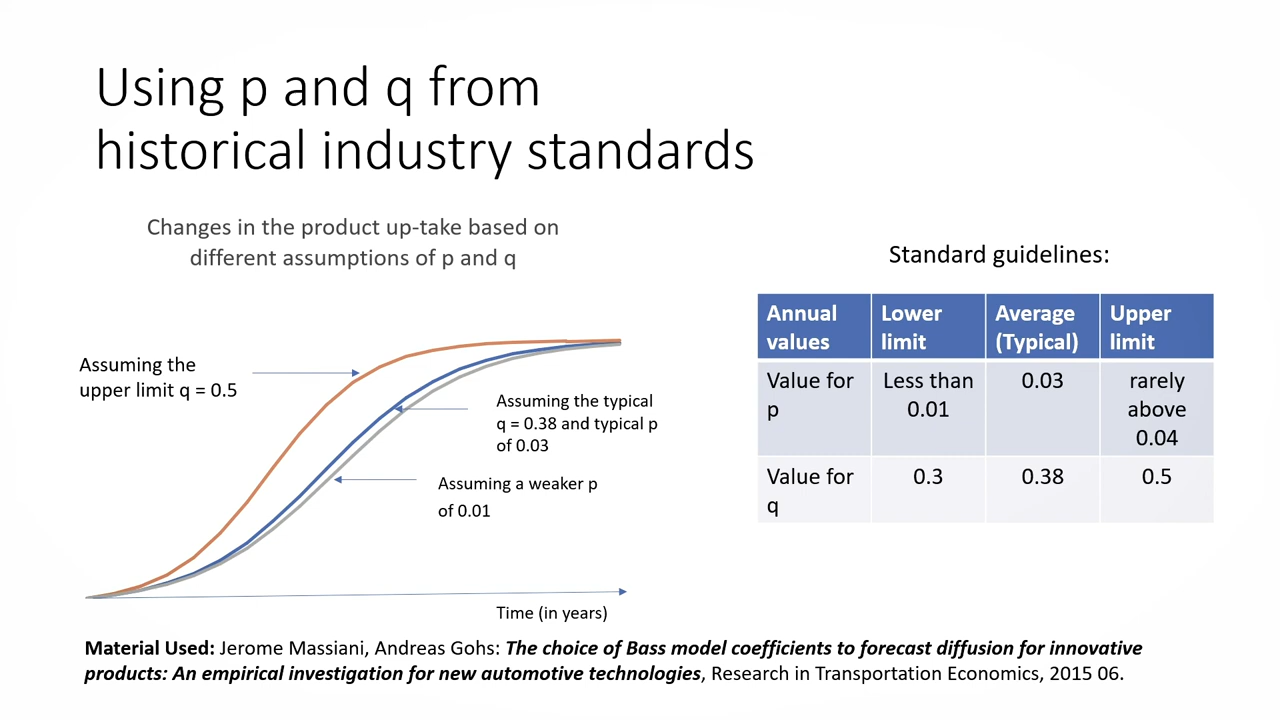 Using p and q from
historical industry standards
Changes in the product up-take based on
different assumptions of p and q
Assuming the
upper limit q = 0.5
Assuming the typical
q = 0.38 and typical p
of 0.03
Assuming a weaker p
of 0.01
Time (in years)
Standard guidelines:
Annual values
Lower limit
Average (Typical)
Upper limit
Value for p
Less than 0.01
0.03
rarely above 0.04
Value for q
0.3
0.38
0.5
Material Used: Jerome Massiani, Andreas Gohs: The choice of Bass model coefficients to forecast diffusion for innovative
products: An empirical investigation for new automotive technologies, Research in Transportation Economics, 2015 06.